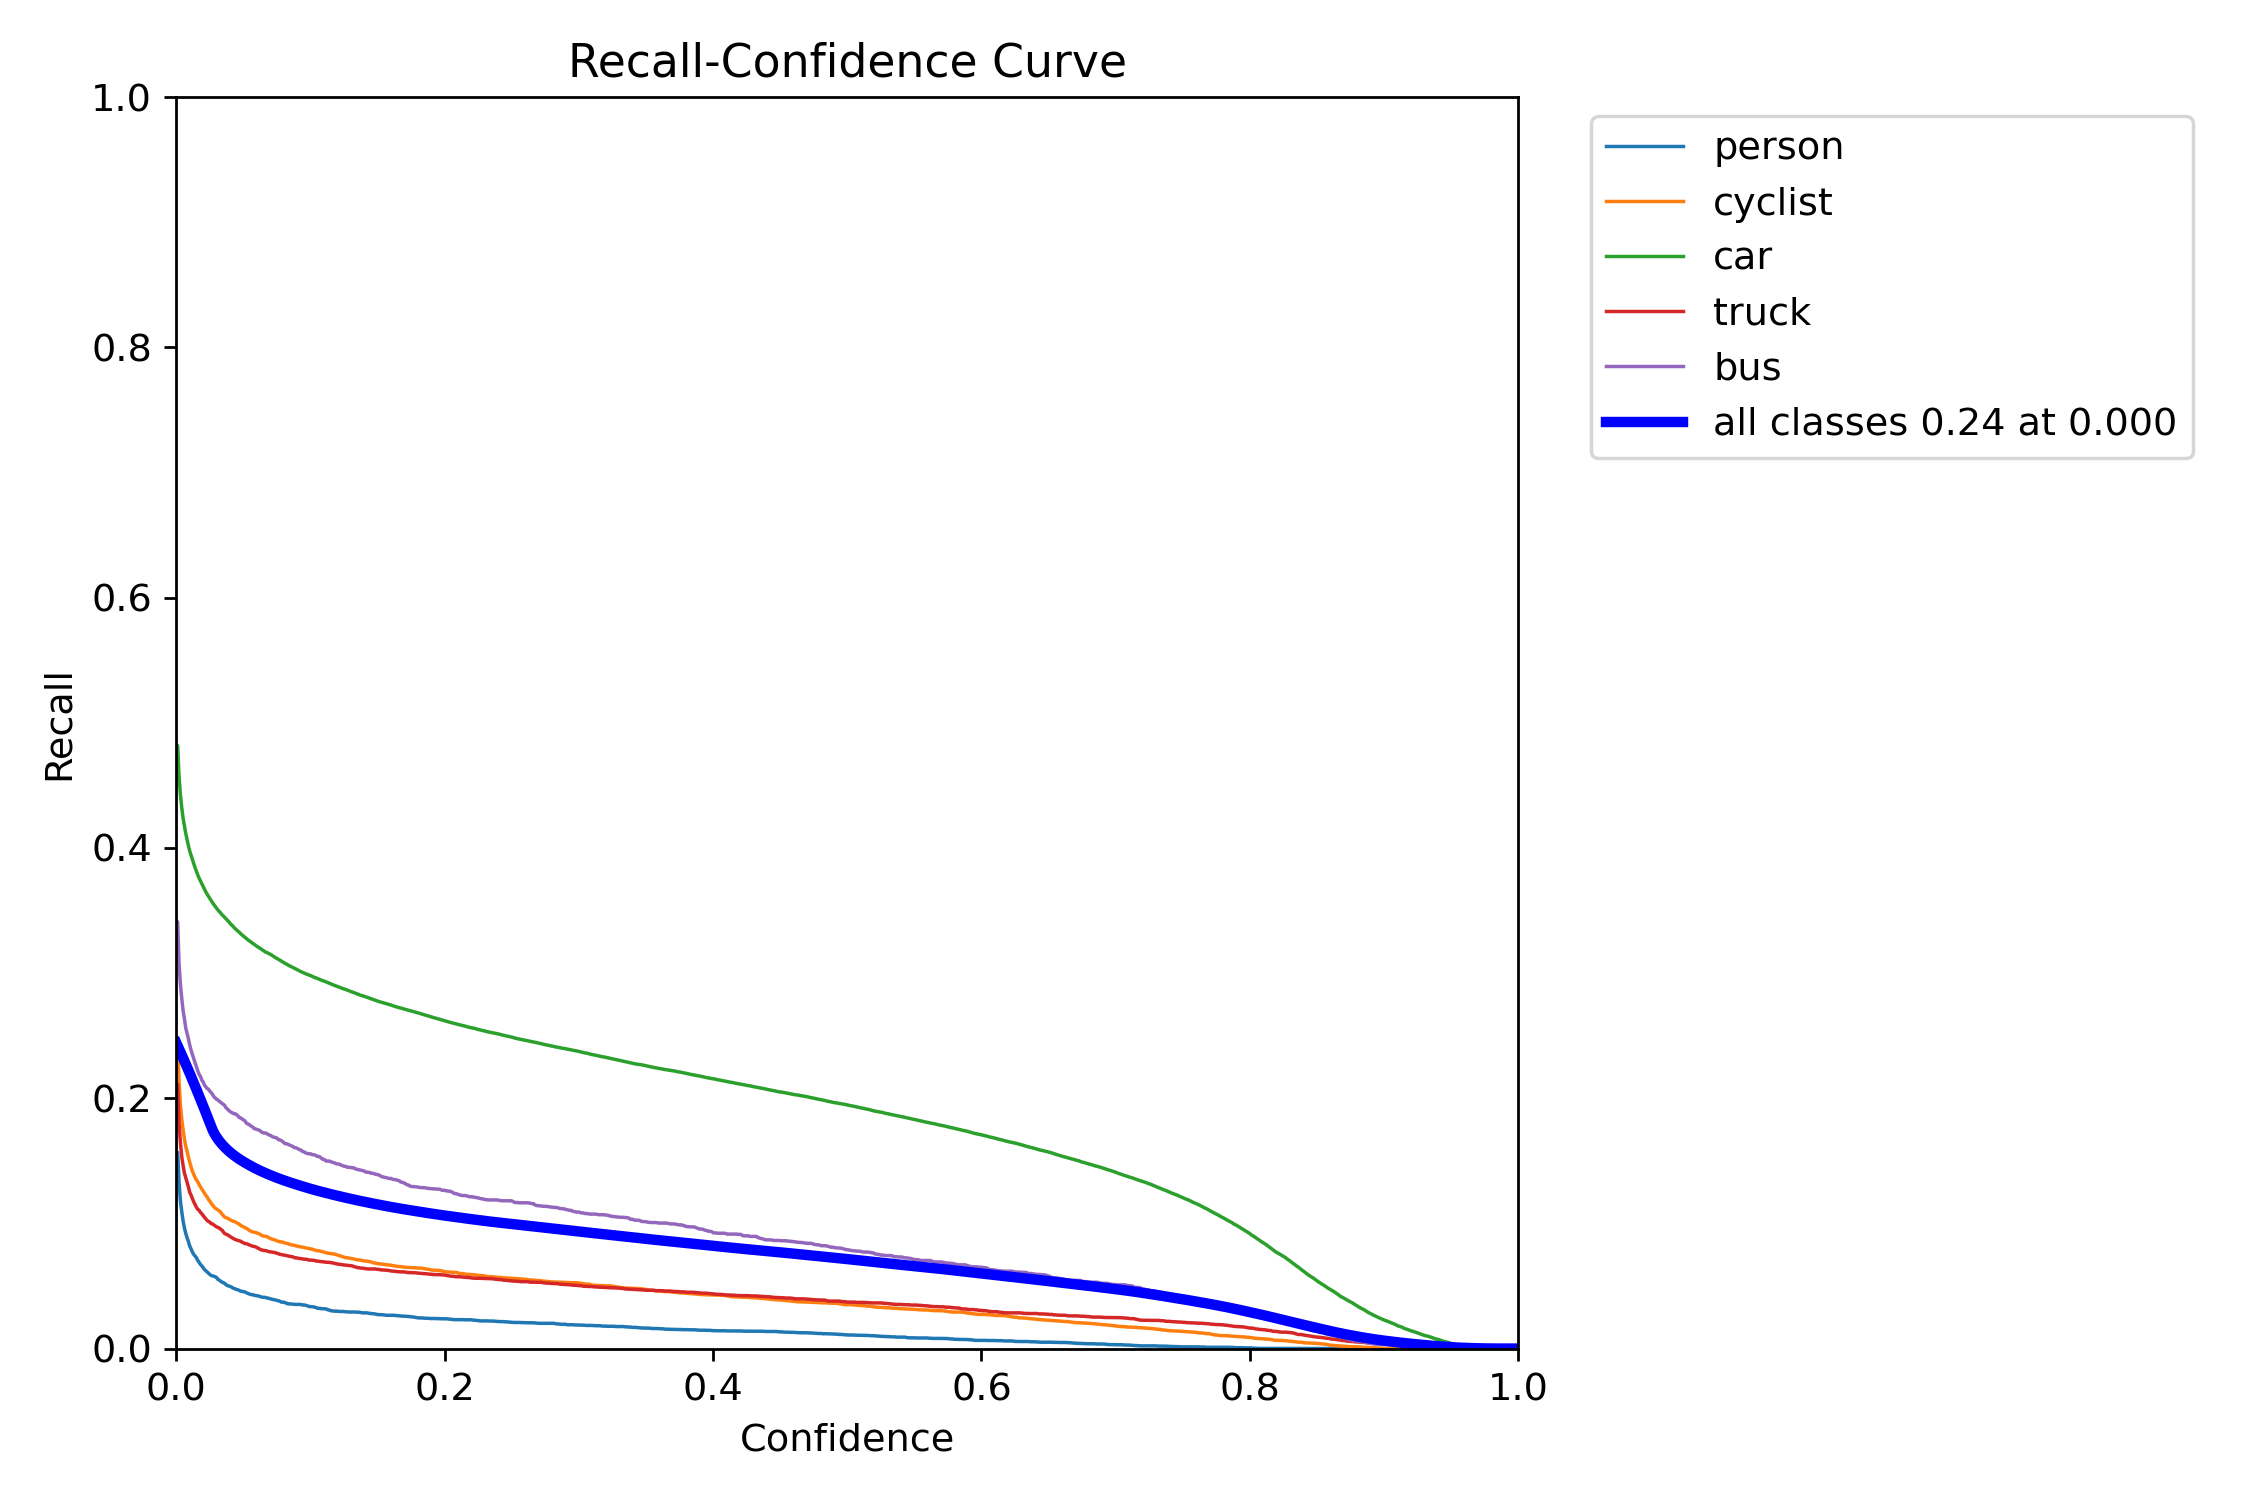 Recall-Confidence Curve
1.0
0.8
0.6
0.4
0.2
0.0
Recall
0.0 0.2 0.4 0.6 0.8 1.0
Confidence
person
cyclist
car
truck
bus
all classes 0.24 at 0.000